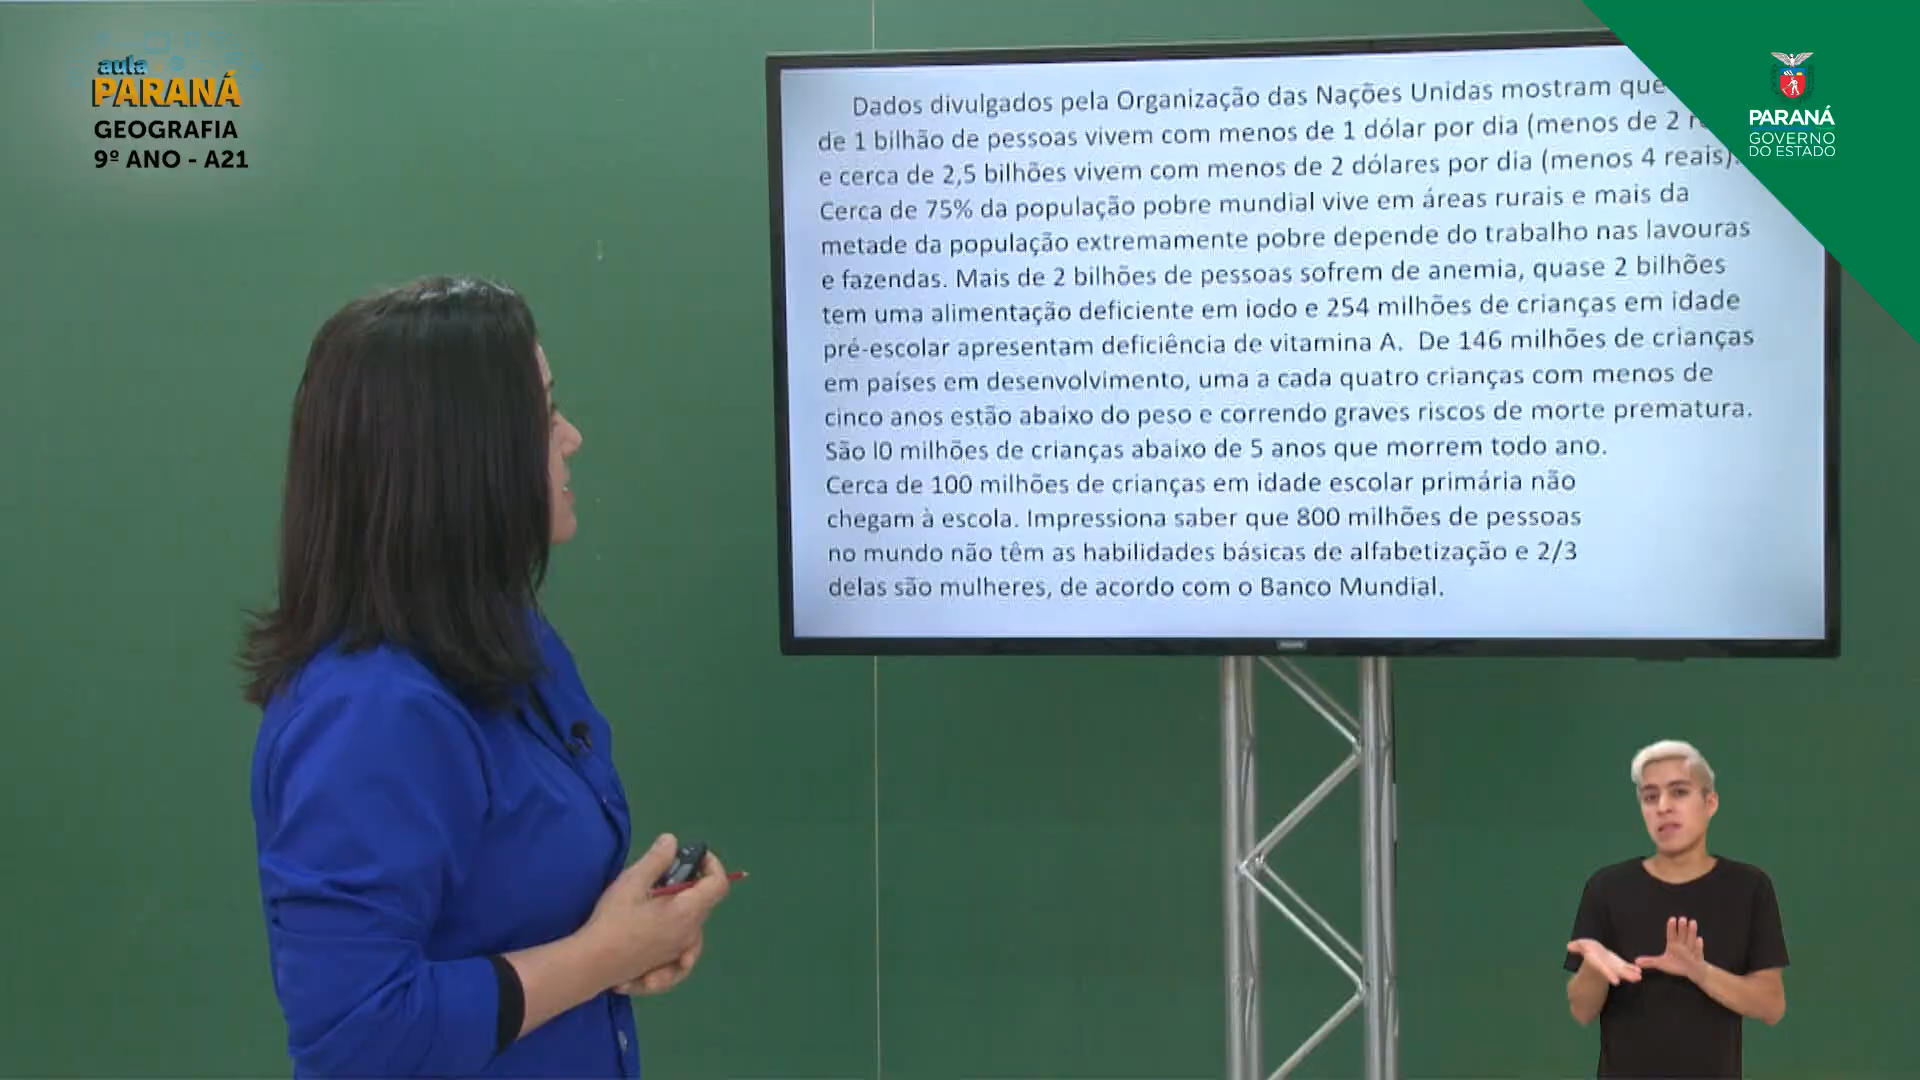 aula
PARANÁ
GEOGRAFIA
9º ANO - A21
Dados divulgados pela Organização das Nações Unidas mostram que
de 1 bilhão de pessoas vivem com menos de 1 dólar por dia (menos de 2
e cerca de 2,5 bilhões vivem com menos de 2 dólares por dia (menos 4 reais).
Cerca de 75% da população pobre mundial vive em áreas rurais e mais da
metade da população extremamente pobre depende do trabalho nas lavouras
e fazendas. Mais de 2 bilhões de pessoas sofrem de anemia, quase 2 bilhões
tem uma alimentação deficiente em iodo e 254 milhões de crianças em idade
pré-escolar apresentam deficiência de vitamina A. De 146 milhões de crianças
em países em desenvolvimento, uma a cada quatro crianças com menos de
cinco anos estão abaixo do peso e correndo graves riscos de morte prematura.
São l0 milhões de crianças abaixo de 5 anos que morrem todo ano.
Cerca de 100 milhões de crianças em idade escolar primária não
chegam à escola. Impressiona saber que 800 milhões de pessoas
no mundo não têm as habilidades básicas de alfabetização e 2/3
delas são mulheres, de acordo com o Banco Mundial.
PARANÁ
GOVERNO
DO ESTADO